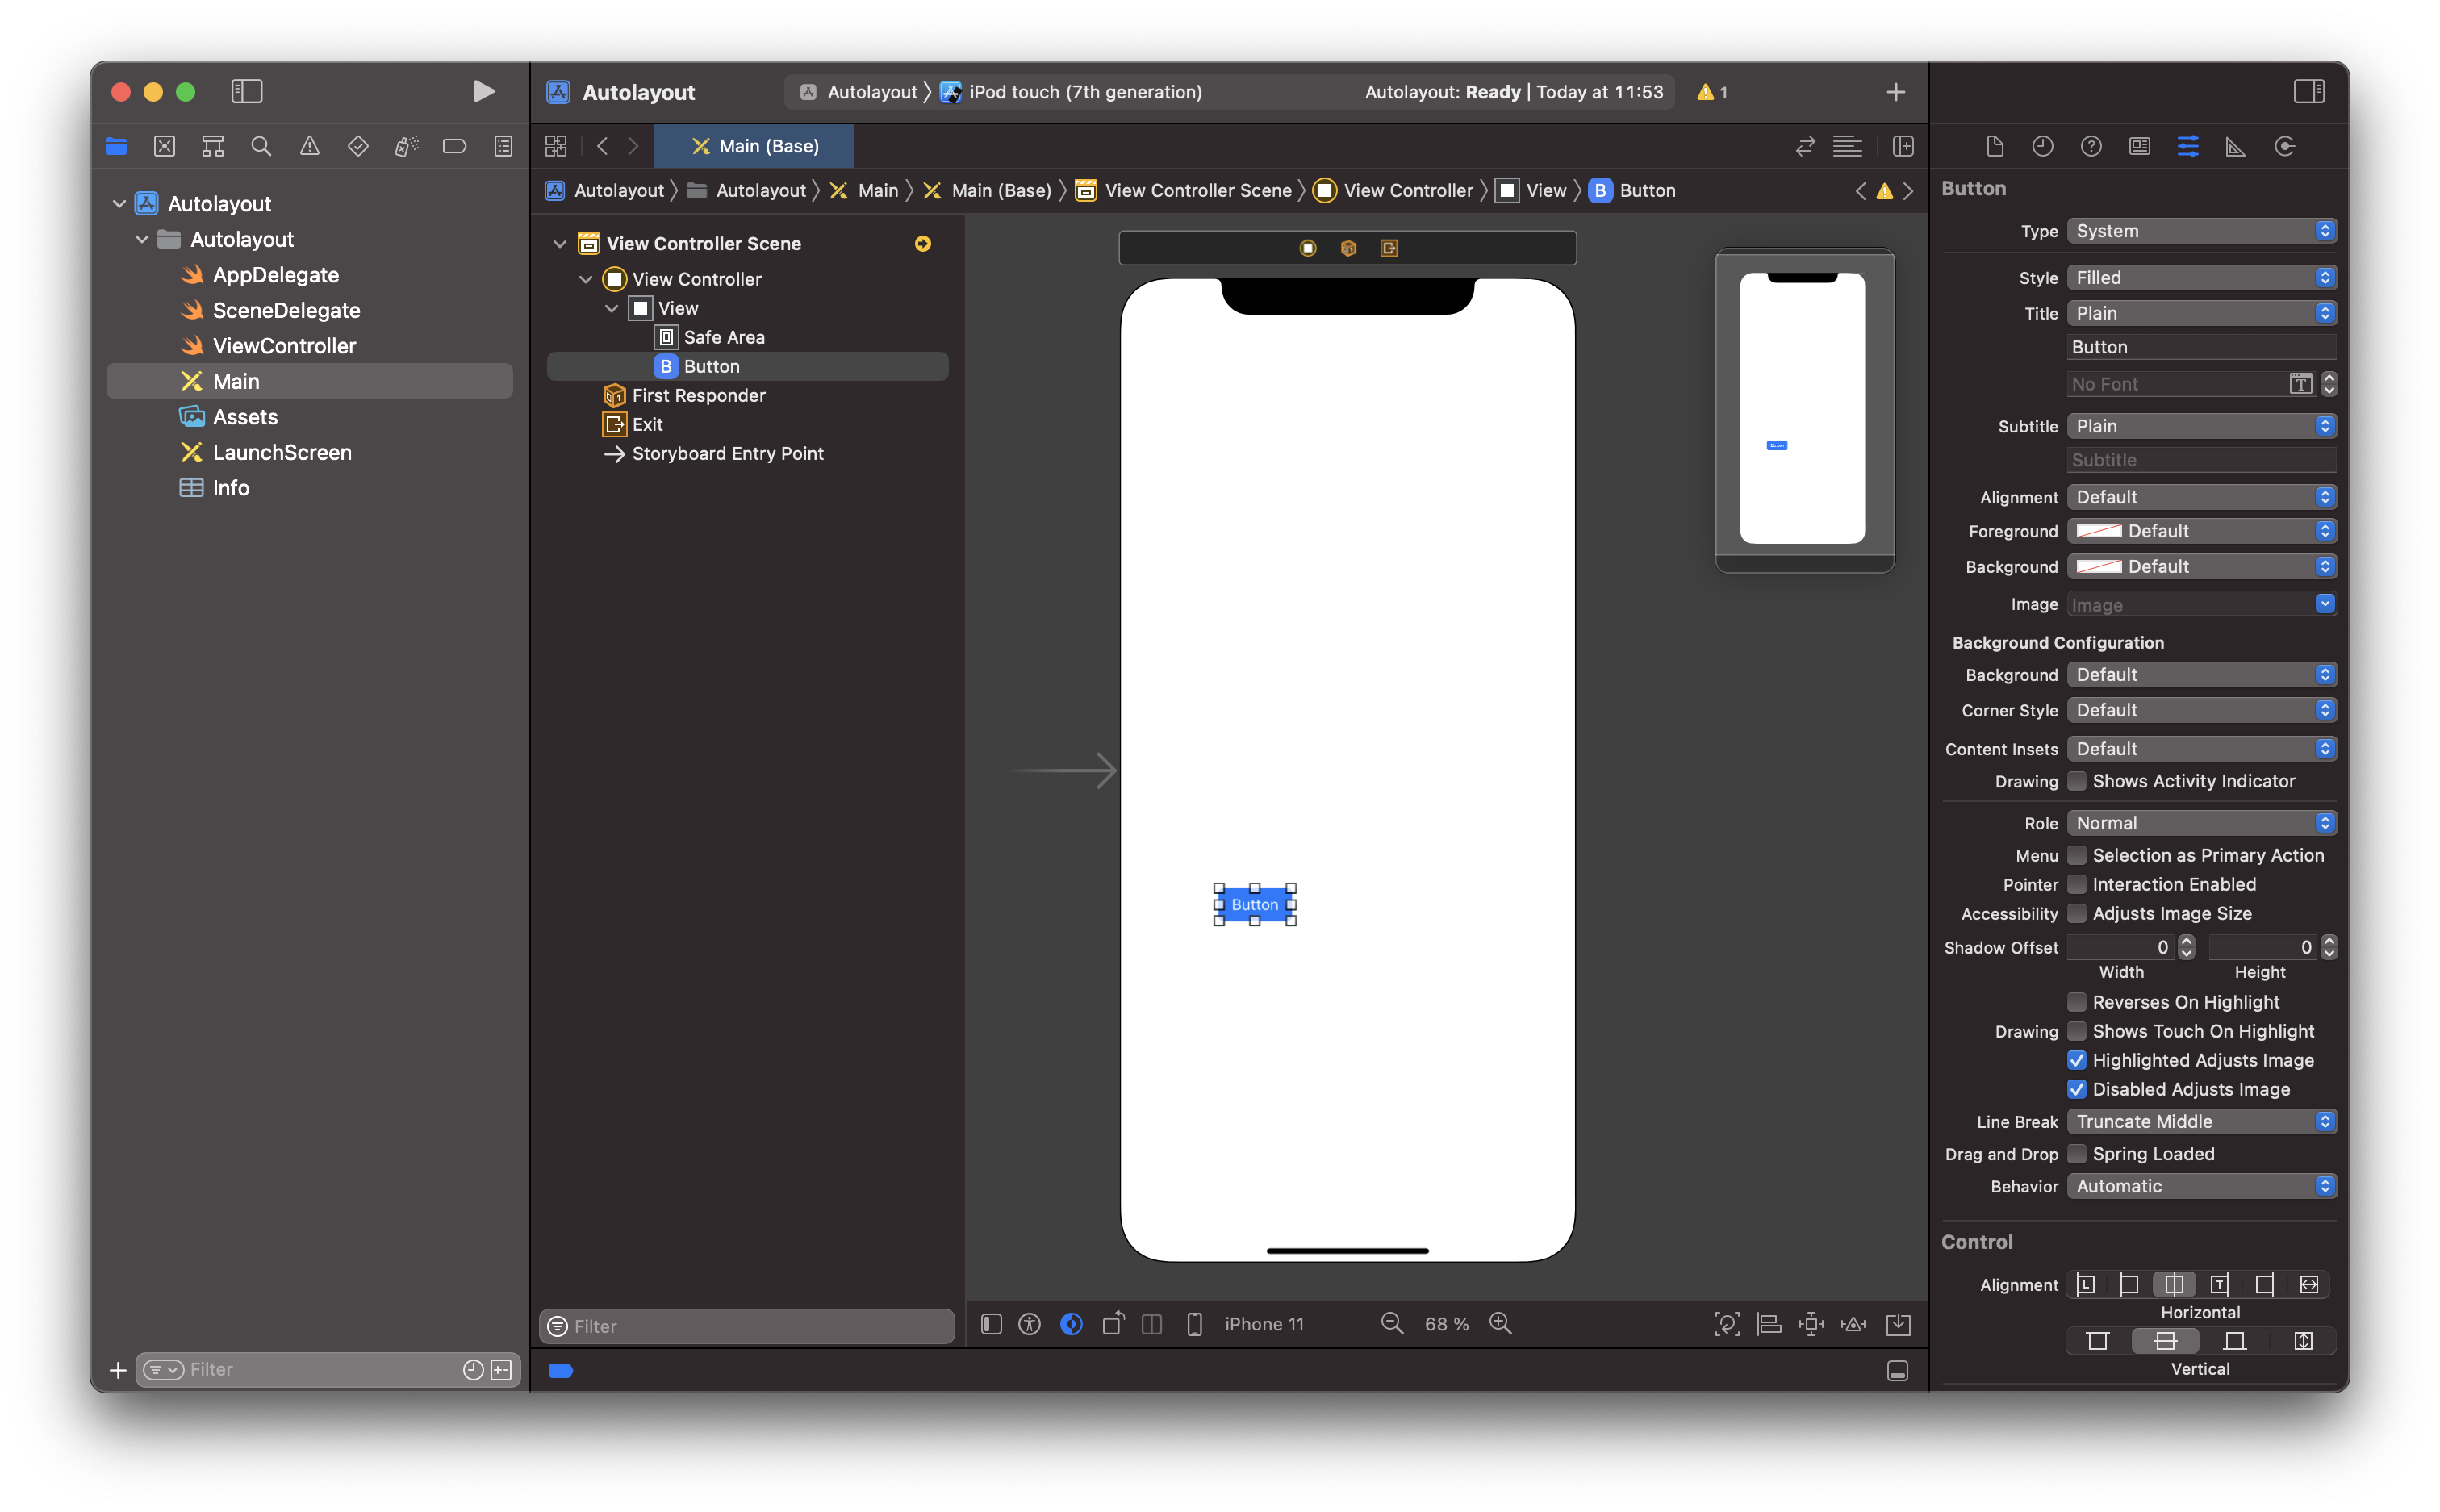 Autolayout
Autolayout
iPod touch (7th generation)
Autolayout: Ready | Today at 11:53
1
Main (Base)
Autolayout
Autolayout
Main
Main (Base)
View Controller Scene
View Controller
View
B
Button
Autolayout
Autolayout
AppDelegate
SceneDelegate
ViewController
Main
Assets
LaunchScreen
Info
Filter
View Controller Scene
View Controller
View
Safe Area
B
Button
First Responder
Exit
Storyboard Entry Point
Filter
Button
iPhone 11
68 %
Button
Type
System
Style
Filled
Title
Plain
Button
No Font
T
Subtitle
Plain
Subtitle
Alignment
Default
Foreground
Default
Background
Default
Image
Image
Background Configuration
Background
Default
Corner Style
Default
Content Insets
Default
Drawing
Shows Activity Indicator
Role
Normal
Menu
Selection as Primary Action
Pointer
Interaction Enabled
Accessibility
Adjusts Image Size
Shadow Offset
0
0
Width
Height
Reverses On Highlight
Drawing
Shows Touch On Highlight
Highlighted Adjusts Image
Disabled Adjusts Image
Line Break
Truncate Middle
Drag and Drop
Spring Loaded
Behavior
Automatic
Control
Alignment
L
T
Horizontal
Vertical